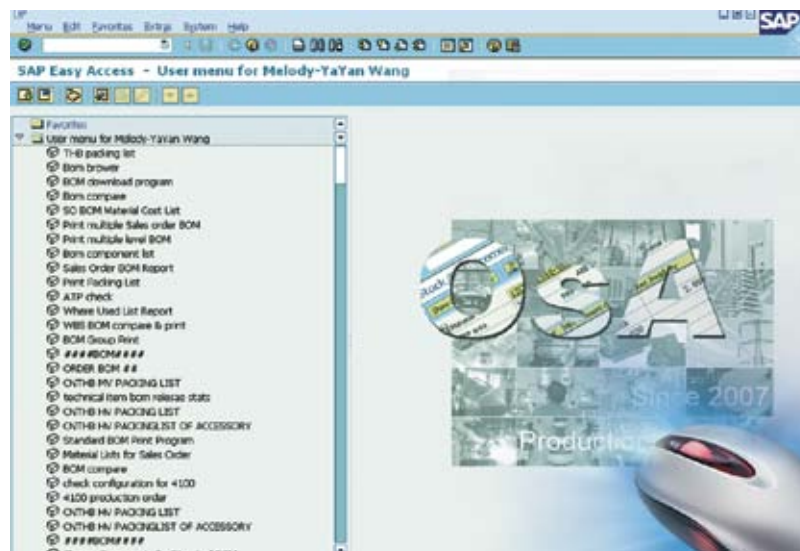 Menu Edit Favorites Extras System Help
SAP
SAP Easy Access - User menu for Melody-YaYan Wang
Favorites
User menu for Melody-YaYan Wang
THB packing list
Bom brower
BOM download program
Bom compare
SO BOM Material Cost List
Print multiple Sales order BOM
Print multiple level BOM
Bom component list
Sales Order BOM Report
Print Packing List
ATP check
Where Used List Report
WBS BOM compare & print
BOM Group Print
####BOM####
ORDER BOM ##
CNTHB MV PACKING LIST
technical item bom relesae stats
CNTHB HV PACKING LIST
CNTHB HV PACKINGLIST OF ACCESSORY
Standard BOM Print Program
Material Lists for Sales Order
BOM compare
check configuration for 4100
4100 production order
CNTHB HV PACKING LIST
CNTHB HV PACKINGLIST OF ACCESSORY
####BOM####
OSA
Stock
Since 2007